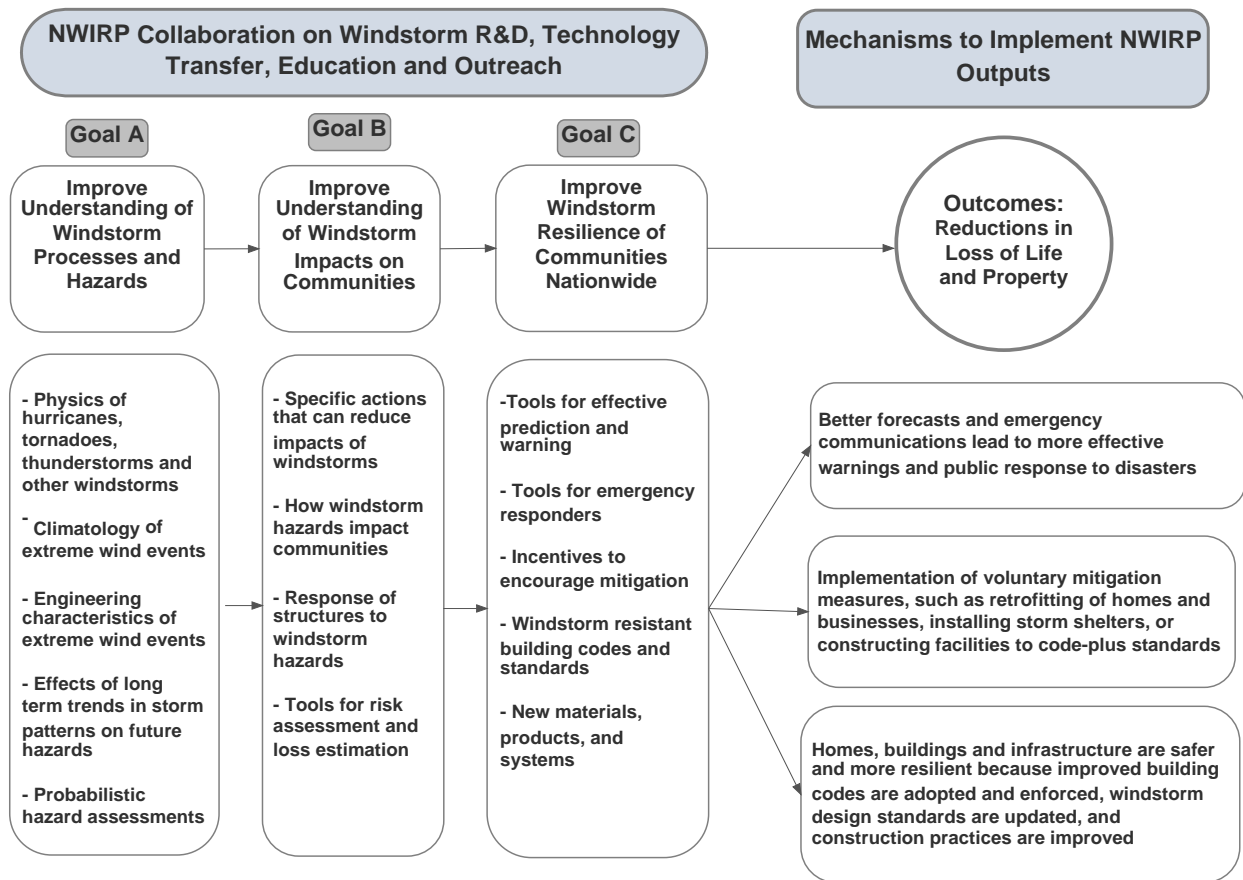 NWIRP Collaboration on Windstorm R&D, Technology
Transfer, Education and Outreach
Mechanisms to Implement NWIRP
Outputs
Goal A
Improve
Understanding of
Windstorm
Processes and
Hazards
Goal B
Improve
Understanding
of Windstorm
Impacts on
Communities
Goal C
Improve
Windstorm
Resilience of
Communities
Nationwide
Outcomes:
Reductions in
Loss of Life
and Property
- Physics of
hurricanes,
tornadoes,
thunderstorms and
other windstorms
- Climatology of
extreme wind events
- Engineering
characteristics of
extreme wind events
- Effects of long
term trends in storm
patterns on future
hazards
- Probabilistic
hazard assessments
- Specific actions
that can reduce
impacts of
windstorms
- How windstorm
hazards impact
communities
- Response of
structures to
windstorm
hazards
- Tools for risk
assessment and
loss estimation
-Tools for effective
prediction and
warning
- Tools for emergency
responders
- Incentives to
encourage mitigation
- Windstorm resistant
building codes and
standards
- New materials,
products, and
systems
Better forecasts and emergency
communications lead to more effective
warnings and public response to disasters
Implementation of voluntary mitigation
measures, such as retrofitting of homes and
businesses, installing storm shelters, or
constructing facilities to code-plus standards
Homes, buildings and infrastructure are safer
and more resilient because improved building
codes are adopted and enforced, windstorm
design standards are updated, and
construction practices are improved